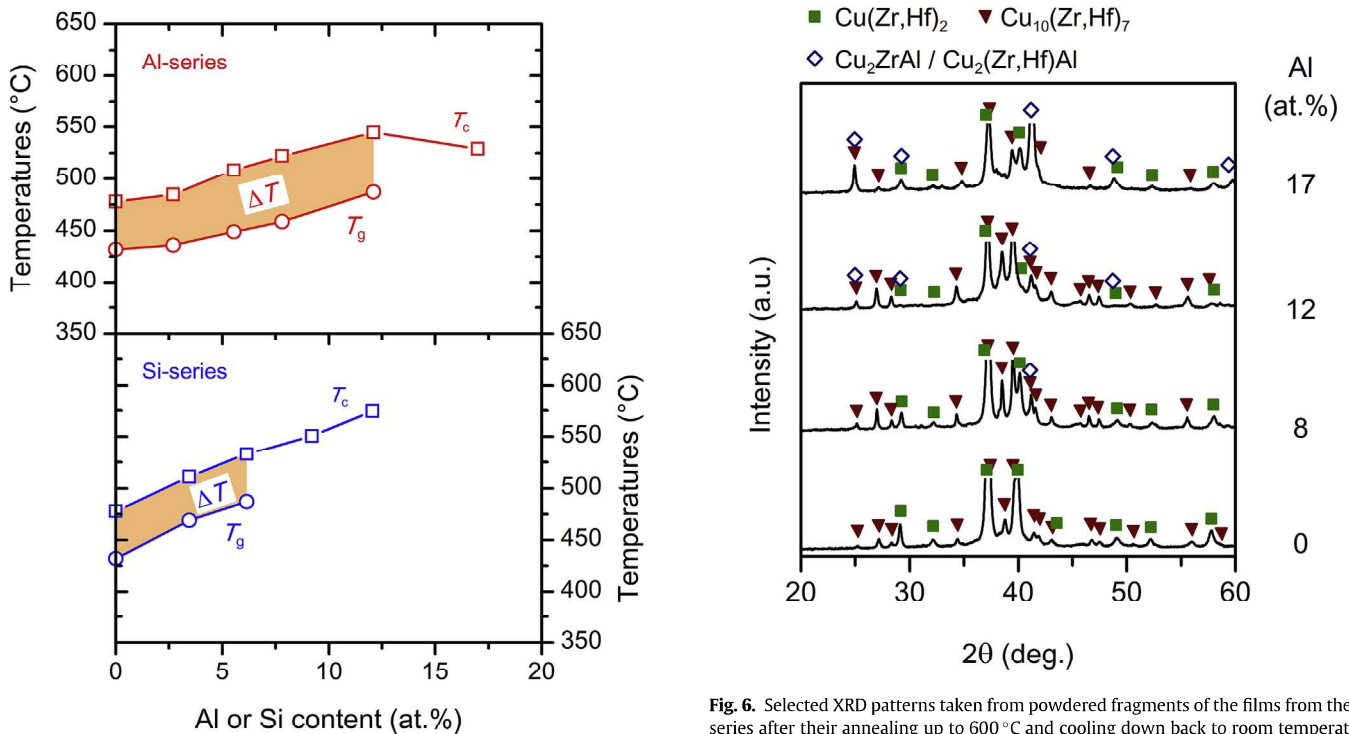 650
600
550
500
450
400
350
Temperatures (°C)
Al-series
Tc
ΔT
Tg
650
600
550
500
450
400
350
Temperatures (°C)
Si-series
Tc
ΔT
Tg
0 5 10 15 20
Al or Si content (at.%)
Cu(Zr,Hf)₂ Cu₁₀(Zr,Hf)₇
Cu₂ZrAl / Cu₂(Zr,Hf)Al
Al
(at.%)
17
12
8
0
Intensity (a.u.)
20 30 40 50 60
2θ (deg.)
Fig. 6. Selected XRD patterns taken from powdered fragments of the films from the
series after their annealing up to 600 °C and cooling down back to room temperat